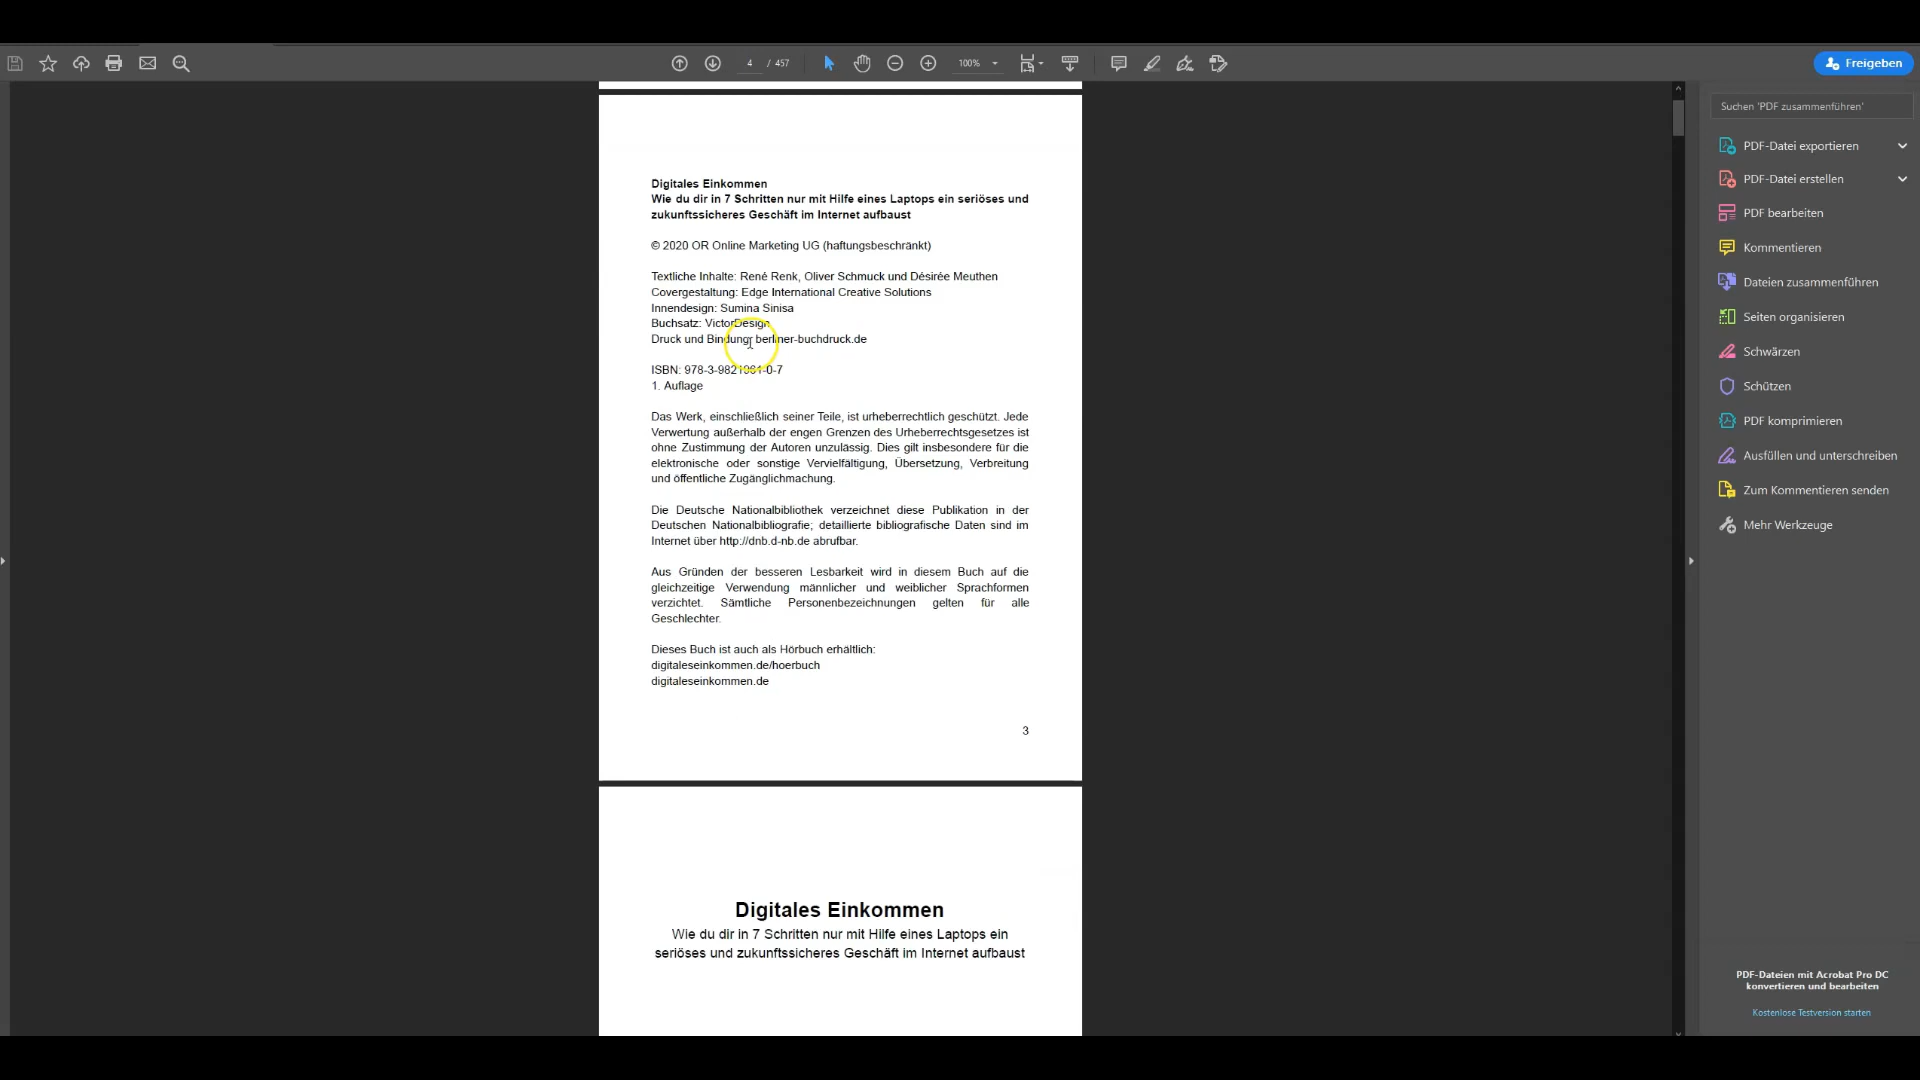 4 / 457
100%
Freigeben
Digitales Einkommen
Wie du dir in 7 Schritten nur mit Hilfe eines Laptops ein seriöses und
zukunftssicheres Geschäft im Internet aufbaust
© 2020 OR Online Marketing UG (haftungsbeschränkt)
Textliche Inhalte: René Renk, Oliver Schmuck und Désirée Meuthen
Covergestaltung: Edge International Creative Solutions
Innendesign: Sumina Sinisa
Buchsatz: VictorDesign
Druck und Bindung: berliner-buchdruck.de
ISBN: 978-3-9821961-0-7
1. Auflage
Das Werk, einschließlich seiner Teile, ist urheberrechtlich geschützt. Jede
Verwertung außerhalb der engen Grenzen des Urheberrechtsgesetzes ist
ohne Zustimmung der Autoren unzulässig. Dies gilt insbesondere für die
elektronische oder sonstige Vervielfältigung, Übersetzung, Verbreitung
und öffentliche Zugänglichmachung.
Die Deutsche Nationalbibliothek verzeichnet diese Publikation in der
Deutschen Nationalbibliografie; detaillierte bibliografische Daten sind im
Internet über http://dnb.d-nb.de abrufbar.
Aus Gründen der besseren Lesbarkeit wird in diesem Buch auf die
gleichzeitige Verwendung männlicher und weiblicher Sprachformen
verzichtet. Sämtliche Personenbezeichnungen gelten für alle
Geschlechter.
Dieses Buch ist auch als Hörbuch erhältlich:
digitaleseinkommen.de/hoerbuch
digitaleseinkommen.de
3
Digitales Einkommen
Wie du dir in 7 Schritten nur mit Hilfe eines Laptops ein
seriöses und zukunftssicheres Geschäft im Internet aufbaust
Suchen 'PDF zusammenführen'
PDF-Datei exportieren
PDF-Datei erstellen
PDF bearbeiten
Kommentieren
Dateien zusammenführen
Seiten organisieren
Schwärzen
Schützen
PDF komprimieren
Ausfüllen und unterschreiben
Zum Kommentieren senden
Mehr Werkzeuge
PDF-Dateien mit Acrobat Pro DC
konvertieren und bearbeiten
Kostenlose Testversion starten